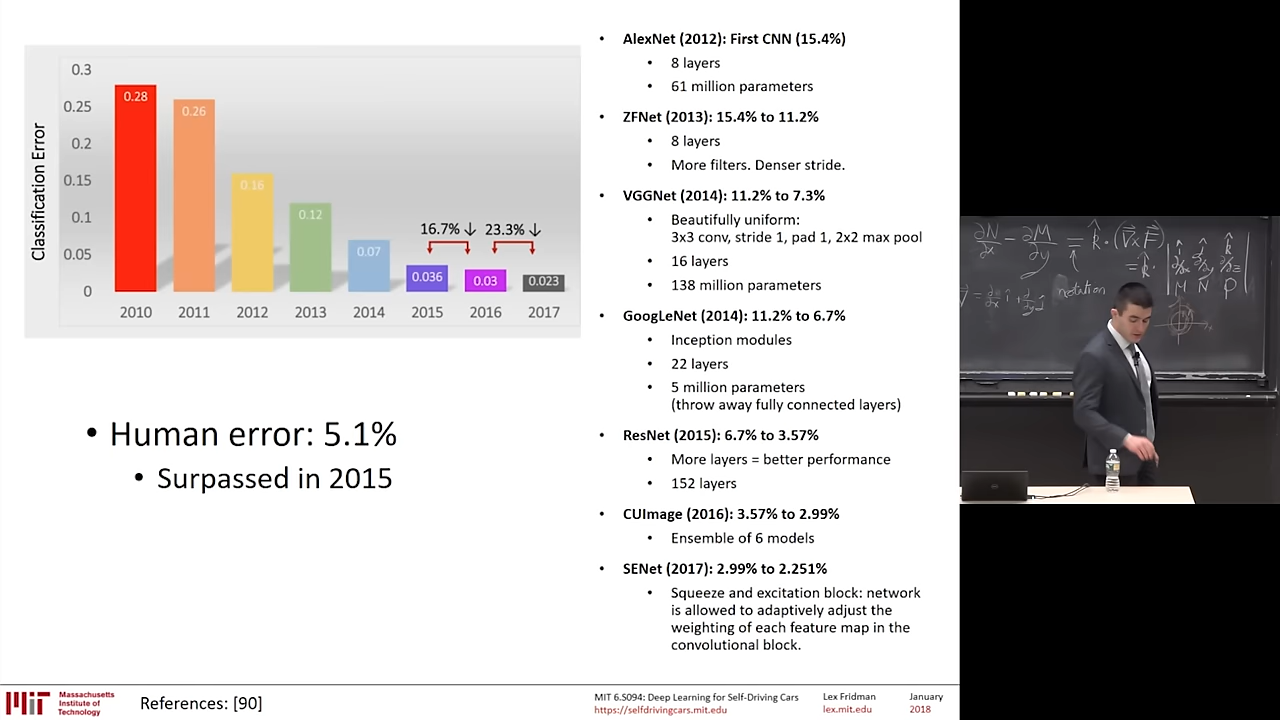 Classification Error
0.3
0.25
0.2
0.15
0.1
0.05
0
0.28
0.26
0.16
0.12
0.07
0.036
0.03
0.023
16.7% ↓
23.3% ↓
2010 2011 2012 2013 2014 2015 2016 2017
• Human error: 5.1%
• Surpassed in 2015
• AlexNet (2012): First CNN (15.4%)
• 8 layers
• 61 million parameters
• ZFNet (2013): 15.4% to 11.2%
• 8 layers
• More filters. Denser stride.
• VGGNet (2014): 11.2% to 7.3%
• Beautifully uniform:
3x3 conv, stride 1, pad 1, 2x2 max pool
• 16 layers
• 138 million parameters
• GoogLeNet (2014): 11.2% to 6.7%
• Inception modules
• 22 layers
• 5 million parameters
(throw away fully connected layers)
• ResNet (2015): 6.7% to 3.57%
• More layers = better performance
• 152 layers
• CUImage (2016): 3.57% to 2.99%
• Ensemble of 6 models
• SENet (2017): 2.99% to 2.251%
• Squeeze and excitation block: network
is allowed to adaptively adjust the
weighting of each feature map in the
convolutional block.
MIT
Massachusetts
Institute of
Technology
References: [90]
MIT 6.S094: Deep Learning for Self-Driving Cars
https://selfdrivingcars.mit.edu
Lex Fridman
lex.mit.edu
January
2018
∂N/∂x − ∂M/∂y = k̂ · (∇⃗ x F⃗)
= k̂ ·
î ĵ k̂
∂/∂x ∂/∂y ∂/∂z
M N P
notation